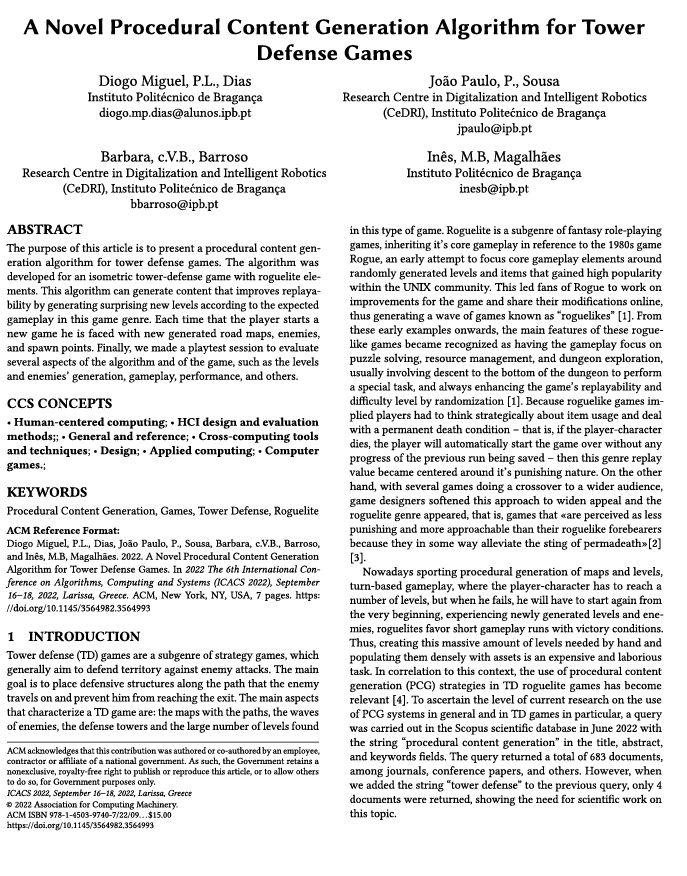 A Novel Procedural Content Generation Algorithm for Tower
Defense Games
Diogo Miguel, P.L., Dias
Instituto Politécnico de Bragança
diogo.mp.dias@alunos.ipb.pt
João Paulo, P., Sousa
Research Centre in Digitalization and Intelligent Robotics
(CeDRI), Instituto Politećnico de Bragança
jpaulo@ipb.pt
Barbara, c.V.B., Barroso
Research Centre in Digitalization and Intelligent Robotics
(CeDRI), Instituto Politećnico de Bragança
bbarroso@ipb.pt
Inês, M.B, Magalhães
Instituto Politécnico de Bragança
inesb@ipb.pt
ABSTRACT
The purpose of this article is to present a procedural content gen-
eration algorithm for tower defense games. The algorithm was
developed for an isometric tower-defense game with roguelite ele-
ments. This algorithm can generate content that improves replaya-
bility by generating surprising new levels according to the expected
gameplay in this game genre. Each time that the player starts a
new game he is faced with new generated road maps, enemies,
and spawn points. Finally, we made a playtest session to evaluate
several aspects of the algorithm and of the game, such as the levels
and enemies' generation, gameplay, performance, and others.
CCS CONCEPTS
• Human-centered computing; • HCI design and evaluation
methods;; • General and reference; • Cross-computing tools
and techniques; • Design; • Applied computing; • Computer
games.;
KEYWORDS
Procedural Content Generation, Games, Tower Defense, Roguelite
ACM Reference Format:
Diogo Miguel, P.L., Dias, João Paulo, P., Sousa, Barbara, c.V.B., Barroso,
and Inês, M.B, Magalhães. 2022. A Novel Procedural Content Generation
Algorithm for Tower Defense Games. In 2022 The 6th International Con-
ference on Algorithms, Computing and Systems (ICACS 2022), September
16–18, 2022, Larissa, Greece. ACM, New York, NY, USA, 7 pages. https:
//doi.org/10.1145/3564982.3564993
1 INTRODUCTION
Tower defense (TD) games are a subgenre of strategy games, which
generally aim to defend territory against enemy attacks. The main
goal is to place defensive structures along the path that the enemy
travels on and prevent him from reaching the exit. The main aspects
that characterize a TD game are: the maps with the paths, the waves
of enemies, the defense towers and the large number of levels found
ACM acknowledges that this contribution was authored or co-authored by an employee,
contractor or affiliate of a national government. As such, the Government retains a
nonexclusive, royalty-free right to publish or reproduce this article, or to allow others
to do so, for Government purposes only.
ICACS 2022, September 16–18, 2022, Larissa, Greece
© 2022 Association for Computing Machinery.
ACM ISBN 978-1-4503-9740-7/22/09...$15.00
https://doi.org/10.1145/3564982.3564993
in this type of game. Roguelite is a subgenre of fantasy role-playing
games, inheriting it's core gameplay in reference to the 1980s game
Rogue, an early attempt to focus core gameplay elements around
randomly generated levels and items that gained high popularity
within the UNIX community. This led fans of Rogue to work on
improvements for the game and share their modifications online,
thus generating a wave of games known as "roguelikes" [1]. From
these early examples onwards, the main features of these rogue-
like games became recognized as having the gameplay focus on
puzzle solving, resource management, and dungeon exploration,
usually involving descent to the bottom of the dungeon to perform
a special task, and always enhancing the game's replayability and
difficulty level by randomization [1]. Because roguelike games im-
plied players had to think strategically about item usage and deal
with a permanent death condition – that is, if the player-character
dies, the player will automatically start the game over without any
progress of the previous run being saved – then this genre replay
value became centered around it's punishing nature. On the other
hand, with several games doing a crossover to a wider audience,
game designers softened this approach to widen appeal and the
roguelite genre appeared, that is, games that «are perceived as less
punishing and more approachable than their roguelike forebearers
because they in some way alleviate the sting of permadeath»[2]
[3].
Nowadays sporting procedural generation of maps and levels,
turn-based gameplay, where the player-character has to reach a
number of levels, but when he fails, he will have to start again from
the very beginning, experiencing newly generated levels and ene-
mies, roguelites favor short gameplay runs with victory conditions.
Thus, creating this massive amount of levels needed by hand and
populating them densely with assets is an expensive and laborious
task. In correlation to this context, the use of procedural content
generation (PCG) strategies in TD roguelite games has become
relevant [4]. To ascertain the level of current research on the use
of PCG systems in general and in TD games in particular, a query
was carried out in the Scopus scientific database in June 2022 with
the string "procedural content generation" in the title, abstract,
and keywords fields. The query returned a total of 683 documents,
among journals, conference papers, and others. However, when
we added the string "tower defense" to the previous query, only 4
documents were returned, showing the need for scientific work on
this topic.